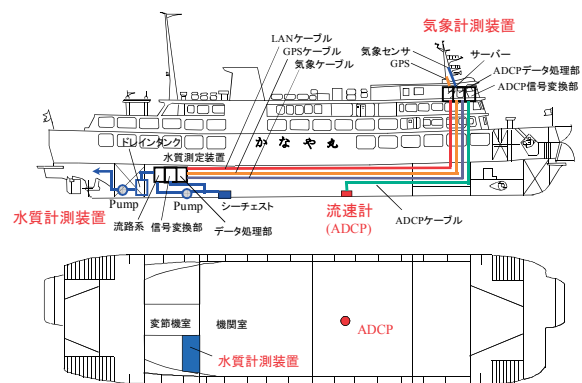 気象計測装置
LANケーブル
GPSケーブル
気象ケーブル
気象センサ
GPS
サーバー
ADCPデータ処理部
ADCP信号変換部
ドレインタンク
水質測定装置
かなや丸
水質計測装置
Pump
流路系
信号変換部
Pump
データ処理部
シーチェスト
流速計
(ADCP)
ADCPケーブル
変節機室
機関室
水質計測装置
ADCP